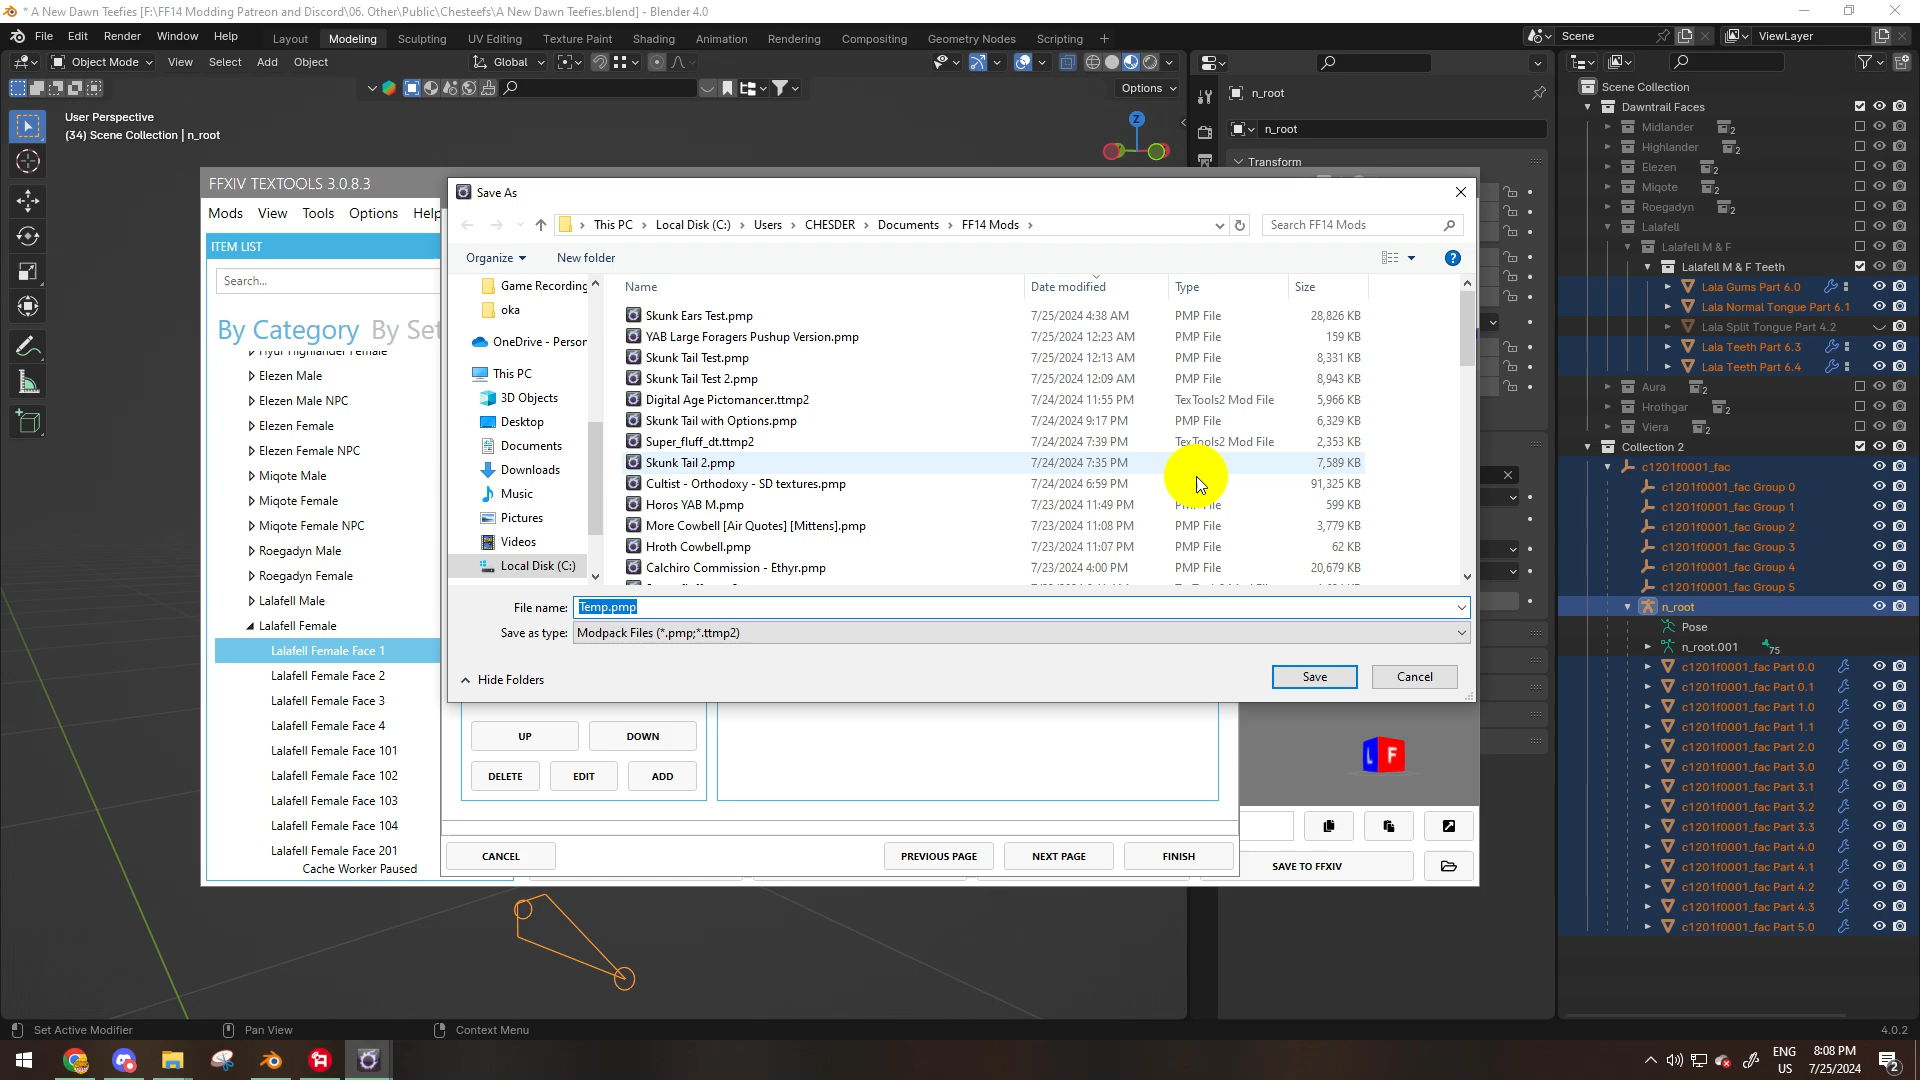 * A New Dawn Teefies [F:\FF14 Modding Patreon and Discord\06. Other\Public\Chesteefs\A New Dawn Teefies.blend] - Blender 4.0
File Edit Render Window Help
Layout Modeling Sculpting UV Editing Texture Paint Shading Animation Rendering Compositing Geometry Nodes Scripting +
Scene
ViewLayer
Object Mode View Select Add Object
Global
Options
User Perspective
(34) Scene Collection | n_root
Z
n_root
n_root
Transform
FFXIV TEXTOOLS 3.0.8.3
Mods View Tools Options Help
ITEM LIST
Search...
By Category By Set
Elezen Male
Elezen Male NPC
Elezen Female
Elezen Female NPC
Miqote Male
Miqote Female
Miqote Female NPC
Roegadyn Male
Roegadyn Female
Lalafell Male
Lalafell Female
Lalafell Female Face 1
Lalafell Female Face 2
Lalafell Female Face 3
Lalafell Female Face 4
Lalafell Female Face 101
Lalafell Female Face 102
Lalafell Female Face 103
Lalafell Female Face 104
Lalafell Female Face 201
Cache Worker Paused
Save As
This PC > Local Disk (C:) > Users > CHESDER > Documents > FF14 Mods >
Search FF14 Mods
Organize New folder
Game Recording
oka
OneDrive - Person
This PC
3D Objects
Desktop
Documents
Downloads
Music
Pictures
Videos
Local Disk (C:)
Name Date modified Type Size
Skunk Ears Test.pmp 7/25/2024 4:38 AM PMP File 28,826 KB
YAB Large Foragers Pushup Version.pmp 7/25/2024 12:23 AM PMP File 159 KB
Skunk Tail Test.pmp 7/25/2024 12:13 AM PMP File 8,331 KB
Skunk Tail Test 2.pmp 7/25/2024 12:09 AM PMP File 8,943 KB
Digital Age Pictomancer.ttmp2 7/24/2024 11:55 PM TexTools2 Mod File 5,966 KB
Skunk Tail with Options.pmp 7/24/2024 9:17 PM PMP File 6,329 KB
Super_fluff_dt.ttmp2 7/24/2024 7:39 PM TexTools2 Mod File 2,353 KB
Skunk Tail 2.pmp 7/24/2024 7:35 PM 7,589 KB
Cultist - Orthodoxy - SD textures.pmp 7/24/2024 6:59 PM 91,325 KB
Horos YAB M.pmp 7/23/2024 11:49 PM PMP File 599 KB
More Cowbell [Air Quotes] [Mittens].pmp 7/23/2024 11:08 PM PMP File 3,779 KB
Hroth Cowbell.pmp 7/23/2024 11:07 PM PMP File 62 KB
Calchiro Commission - Ethyr.pmp 7/23/2024 4:00 PM PMP File 20,679 KB
File name: Temp.pmp
Save as type: Modpack Files (*.pmp;*.ttmp2)
Hide Folders
Save Cancel
UP DOWN
DELETE EDIT ADD
CANCEL PREVIOUS PAGE NEXT PAGE FINISH
L F
SAVE TO FFXIV
Scene Collection
Dawntrail Faces
Midlander 2
Highlander 2
Elezen 2
Miqote 2
Roegadyn 2
Lalafell
Lalafell M & F
Lalafell M & F Teeth
Lala Gums Part 6.0
Lala Normal Tongue Part 6.1
Lala Split Tongue Part 4.2
Lala Teeth Part 6.3
Lala Teeth Part 6.4
Aura 2
Hrothgar 2
Viera 2
Collection 2
c1201f0001_fac
c1201f0001_fac Group 0
c1201f0001_fac Group 1
c1201f0001_fac Group 2
c1201f0001_fac Group 3
c1201f0001_fac Group 4
c1201f0001_fac Group 5
n_root
Pose
n_root.001 75
c1201f0001_fac Part 0.0
c1201f0001_fac Part 0.1
c1201f0001_fac Part 1.0
c1201f0001_fac Part 1.1
c1201f0001_fac Part 2.0
c1201f0001_fac Part 3.0
c1201f0001_fac Part 3.1
c1201f0001_fac Part 3.2
c1201f0001_fac Part 3.3
c1201f0001_fac Part 4.0
c1201f0001_fac Part 4.1
c1201f0001_fac Part 4.2
c1201f0001_fac Part 4.3
c1201f0001_fac Part 5.0
Set Active Modifier Pan View Context Menu
4.0.2
ENG
US
8:08 PM
7/25/2024
2